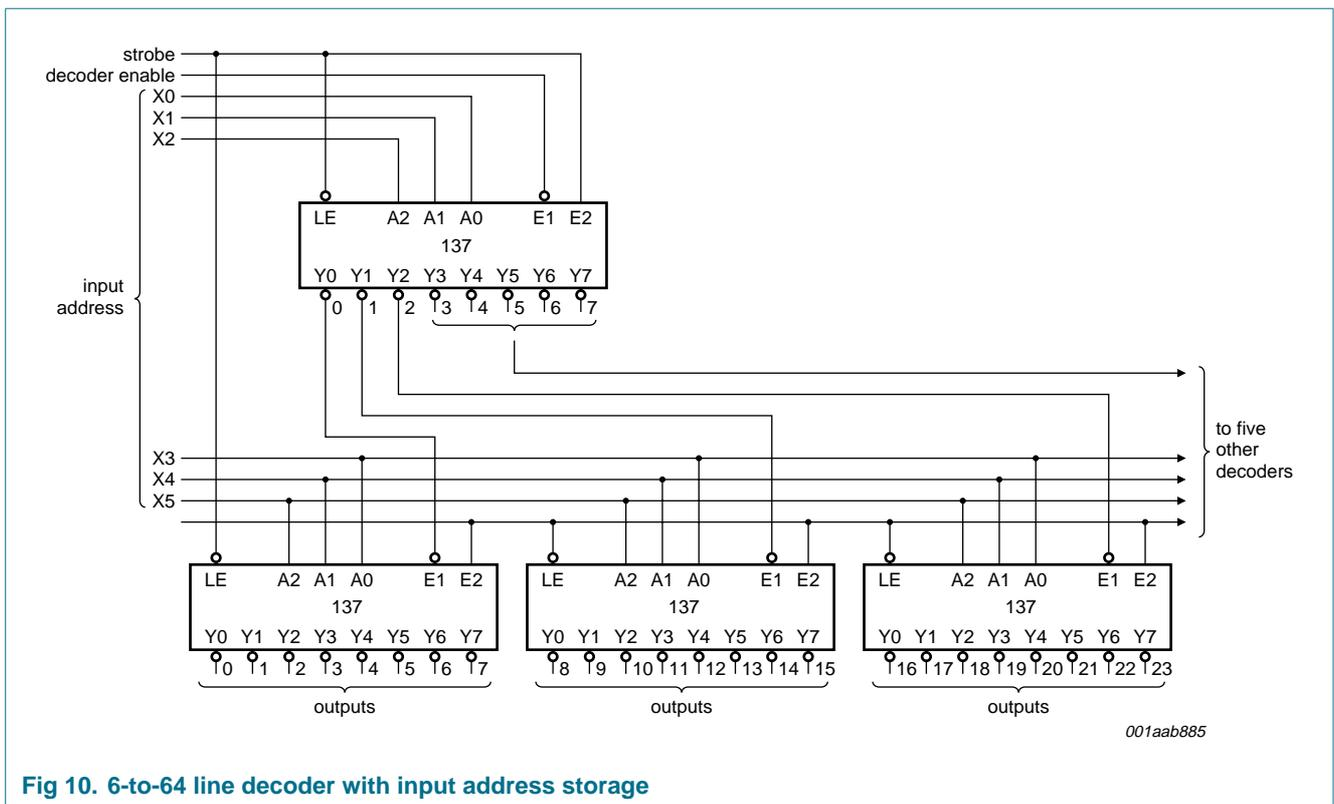 strobe
decoder enable
X0
X1
X2
LE A2 A1 A0 E1 E2
137
Y0 Y1 Y2 Y3 Y4 Y5 Y6 Y7
0 1 2 3 4 5 6 7
input
address
to five
other
decoders
X3
X4
X5
LE A2 A1 A0 E1 E2
137
Y0 Y1 Y2 Y3 Y4 Y5 Y6 Y7
0 1 2 3 4 5 6 7
outputs
LE A2 A1 A0 E1 E2
137
Y0 Y1 Y2 Y3 Y4 Y5 Y6 Y7
8 9 10 11 12 13 14 15
outputs
LE A2 A1 A0 E1 E2
137
Y0 Y1 Y2 Y3 Y4 Y5 Y6 Y7
16 17 18 19 20 21 22 23
outputs
001aab885
Fig 10. 6-to-64 line decoder with input address storage